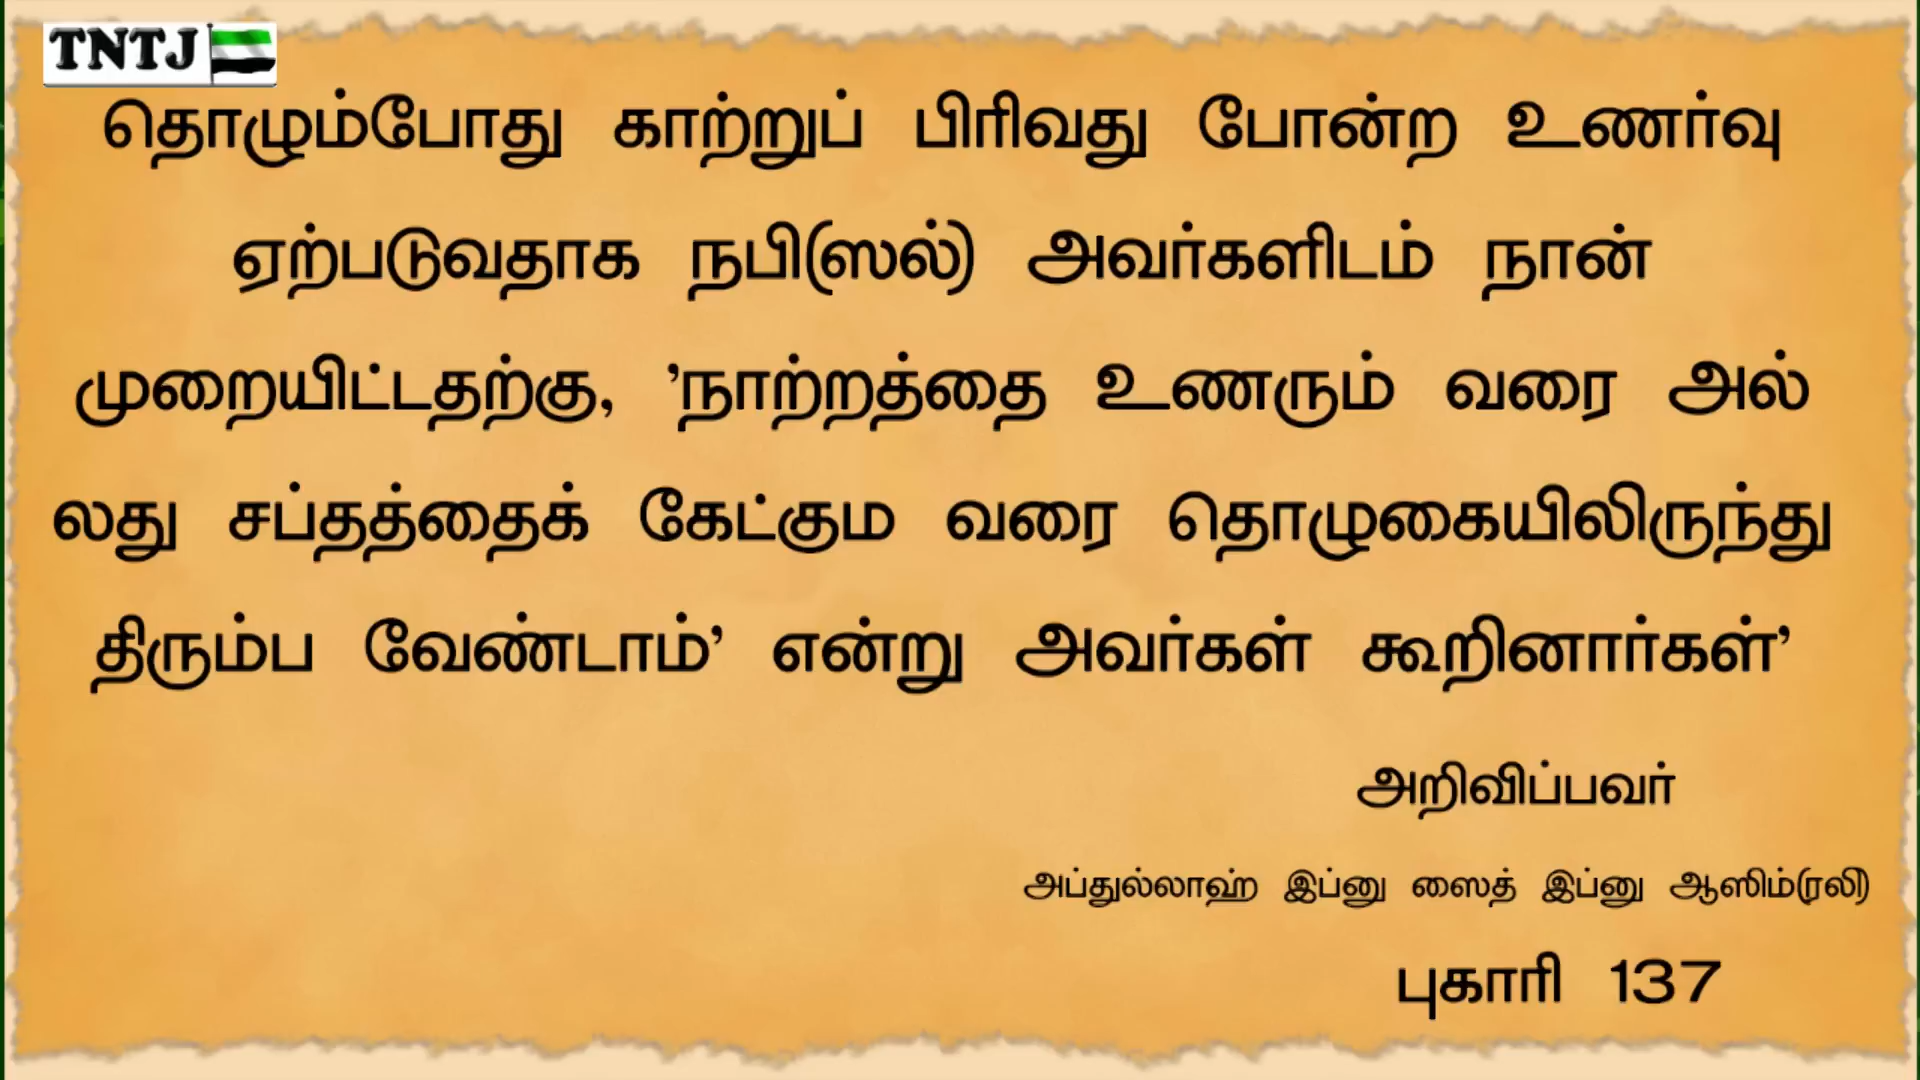 TNTJ
தொழும்போது காற்றுப் பிரிவது போன்ற உணர்வு
ஏற்படுவதாக நபி(ஸல்) அவர்களிடம் நான்
முறையிட்டதற்கு, 'நாற்றத்தை உணரும் வரை அல்
லது சப்தத்தைக் கேட்கும வரை தொழுகையிலிருந்து
திரும்ப வேண்டாம்' என்று அவர்கள் கூறினார்கள்'
அறிவிப்பவர்
அப்துல்லாஹ் இப்னு ஸைத் இப்னு ஆஸிம்(ரலி)
புகாரி 137